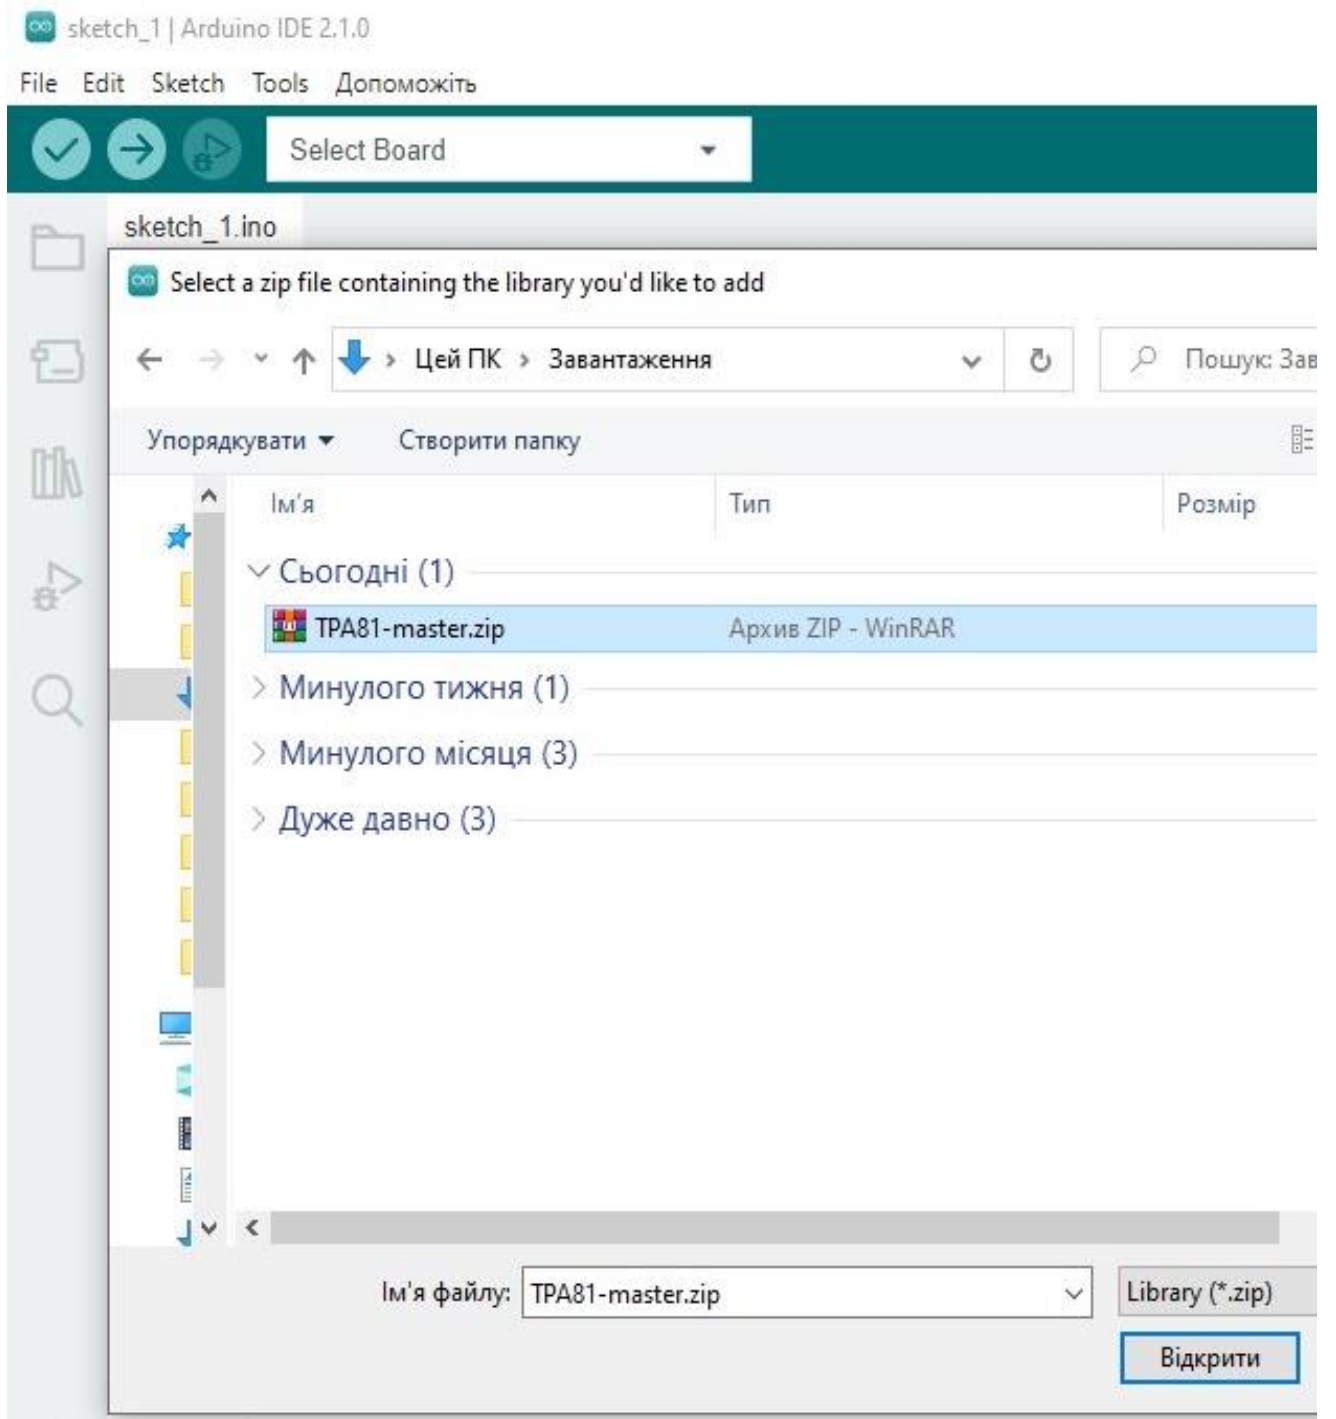 sketch_1 | Arduino IDE 2.1.0
File Edit Sketch Tools Допоможіть
Select Board
sketch_1.ino
Select a zip file containing the library you'd like to add
Цей ПК › Завантаження
Пошук: Зав
Упорядкувати Створити папку
Ім'я Тип Розмір
Сьогодні (1)
TPA81-master.zip Архив ZIP - WinRAR
Минулого тижня (1)
Минулого місяця (3)
Дуже давно (3)
Ім'я файлу: TPA81-master.zip Library (*.zip)
Відкрити